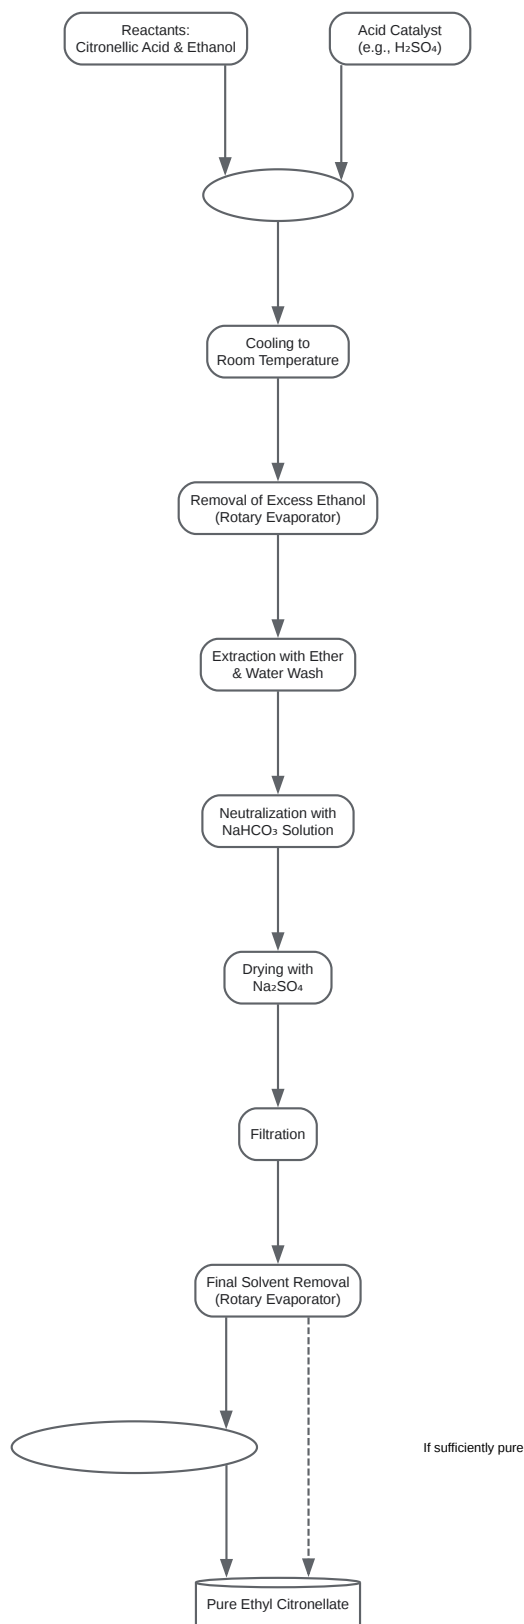 Reactants:
Citronellic Acid & Ethanol
Acid Catalyst
(e.g., H₂SO₄)
Cooling to
Room Temperature
Removal of Excess Ethanol
(Rotary Evaporator)
Extraction with Ether
& Water Wash
Neutralization with
NaHCO₃ Solution
Drying with
Na₂SO₄
Filtration
Final Solvent Removal
(Rotary Evaporator)
If sufficiently pure
Pure Ethyl Citronellate